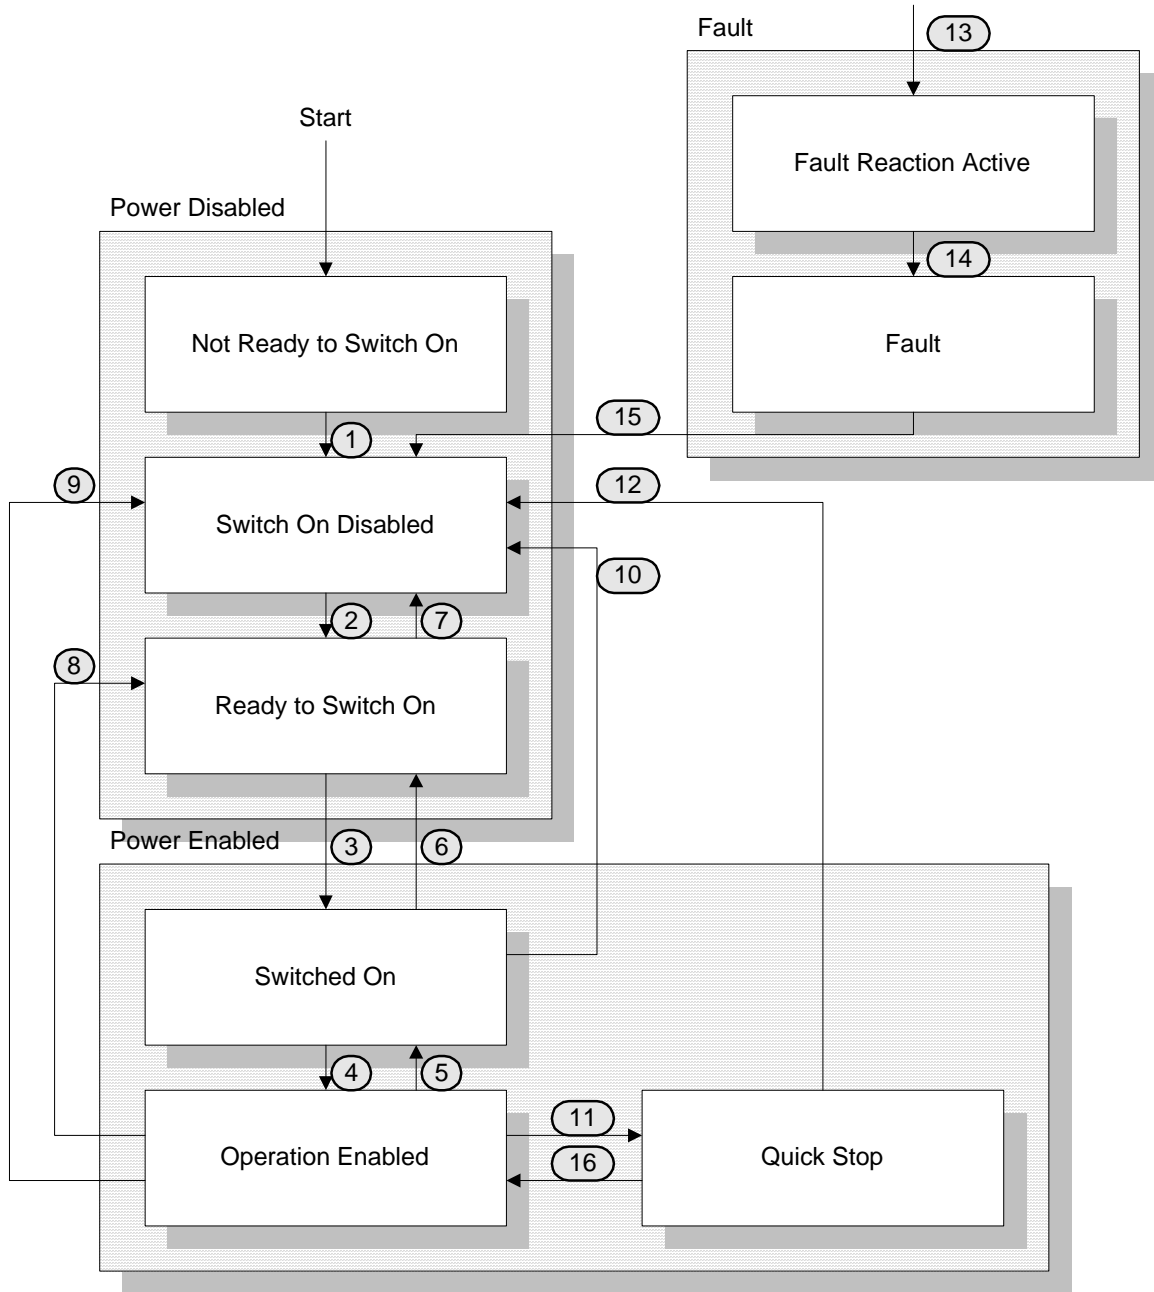 Fault
13
Fault Reaction Active
Start
Power Disabled
14
Not Ready to Switch On
Fault
15
1
9
12
Switch On Disabled
10
2
7
8
Ready to Switch On
Power Enabled
3
6
Switched On
4
5
11
Operation Enabled
16
Quick Stop